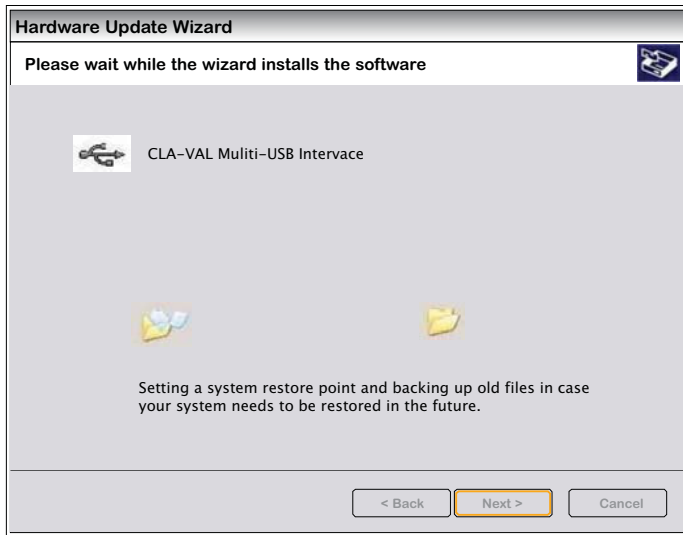 Hardware Update Wizard
Please wait while the wizard installs the software
CLA-VAL Muliti-USB Intervace
Setting a system restore point and backing up old files in case
your system needs to be restored in the future.
< Back Next > Cancel